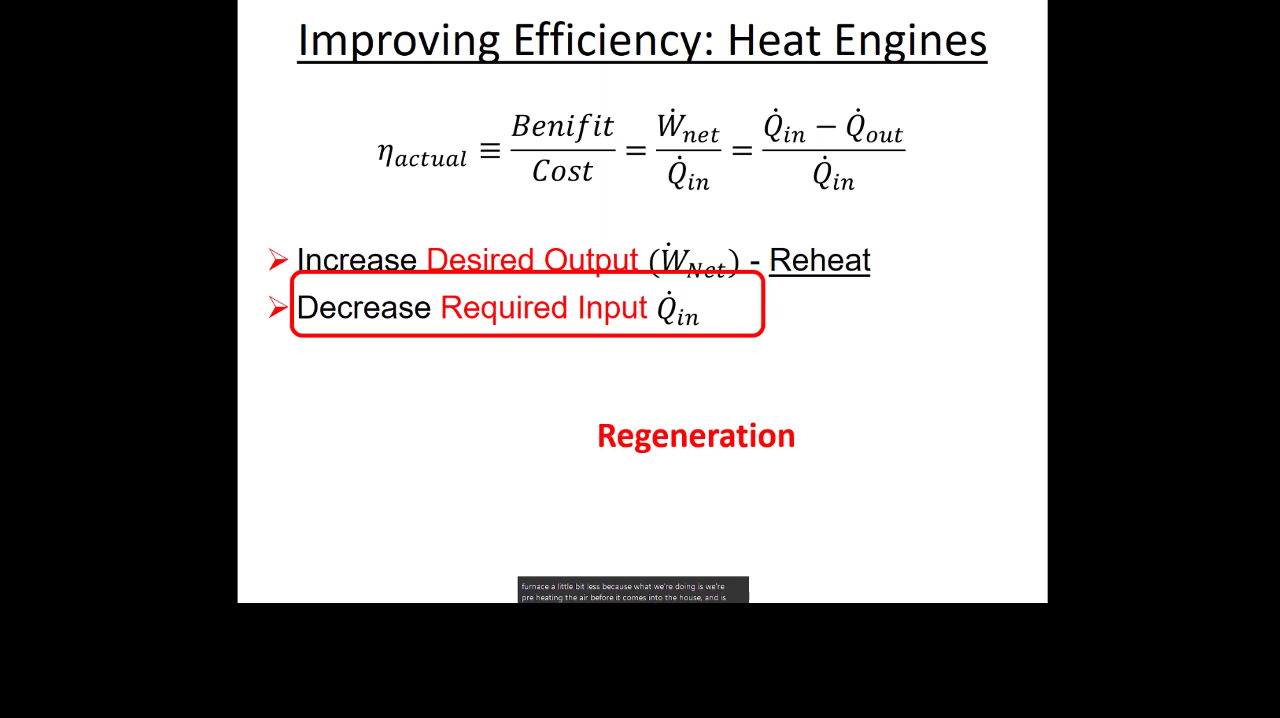 Improving Efficiency: Heat Engines
η_actual ≡ Benifit/Cost = Ẇ_net/Q̇_in = (Q̇_in − Q̇_out)/Q̇_in
➢ Increase Desired Output (Ẇ_Net) - Reheat
➢ Decrease Required Input Q̇_in
Regeneration
furnace a little bit less because what we're doing is we're
pre heating the air before it comes into the house, and is